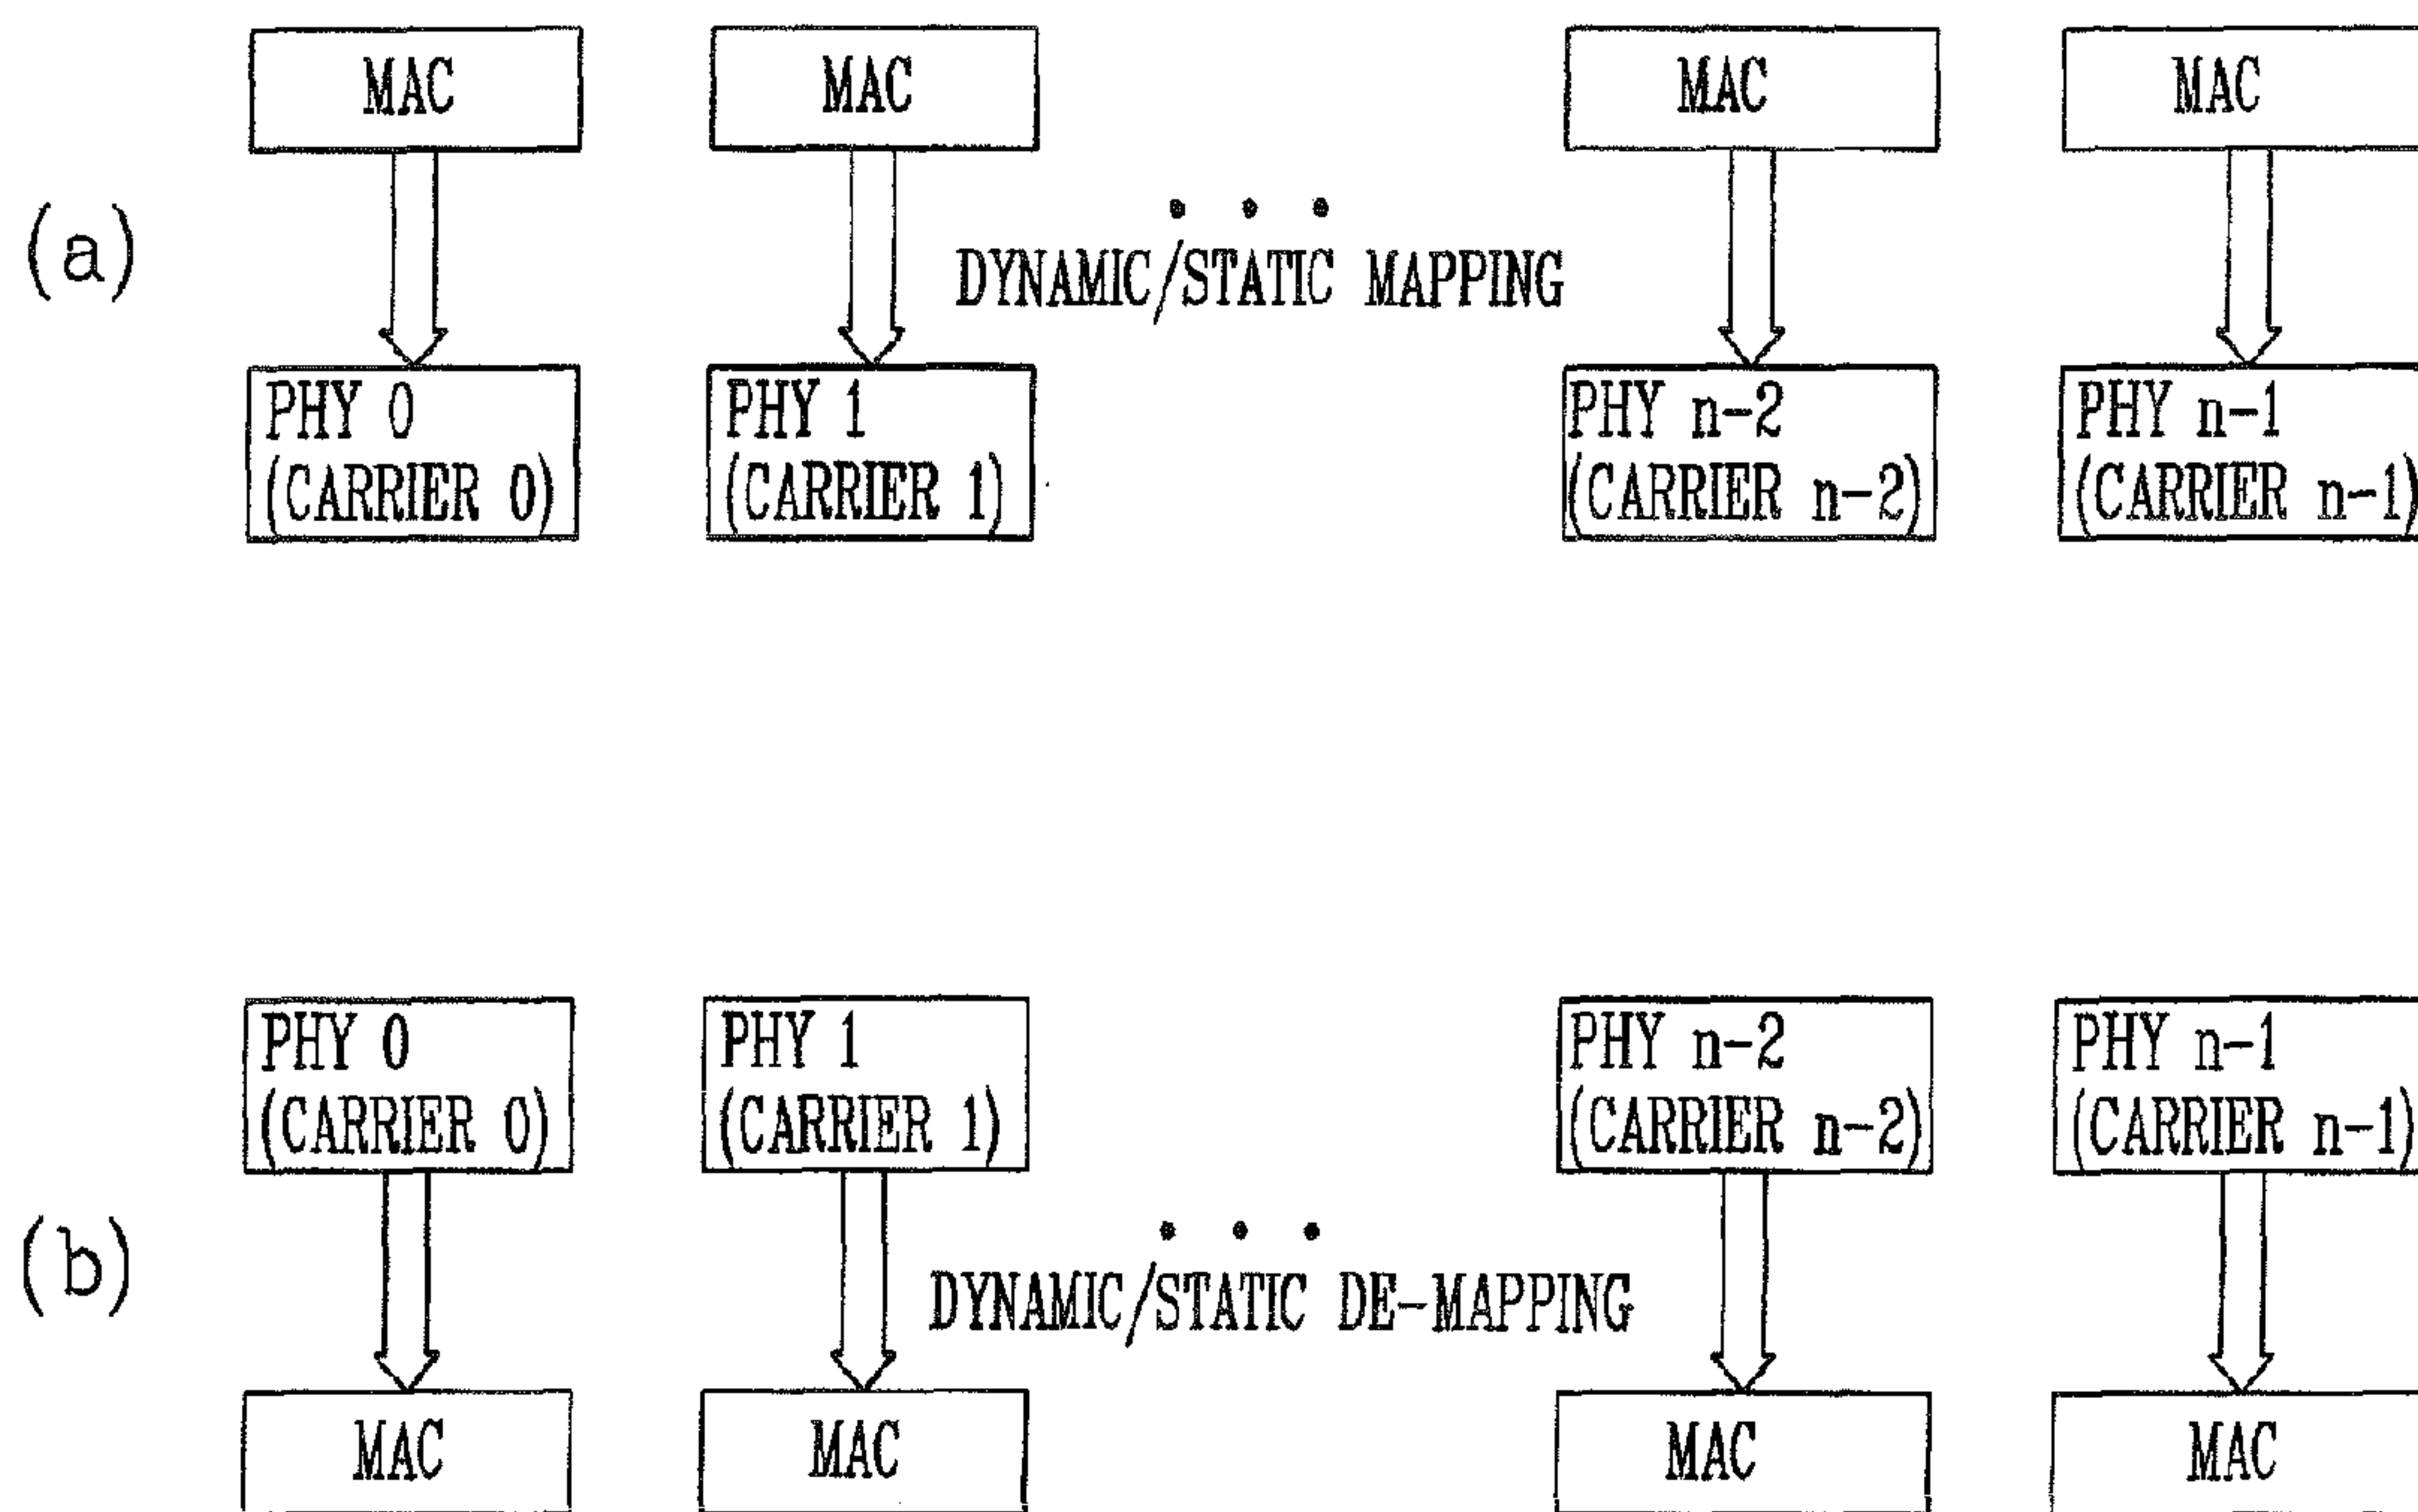 MAC MAC MAC MAC
(a)
DYNAMIC/STATIC MAPPING
PHY 0 PHY 1 PHY n-2 PHY n-1
(CARRIER 0) (CARRIER 1) (CARRIER n-2) (CARRIER n-1)
PHY 0 PHY 1 PHY n-2 PHY n-1
(CARRIER 0) (CARRIER 1) (CARRIER n-2) (CARRIER n-1)
(b)
DYNAMIC/STATIC DE-MAPPING
MAC MAC MAC MAC